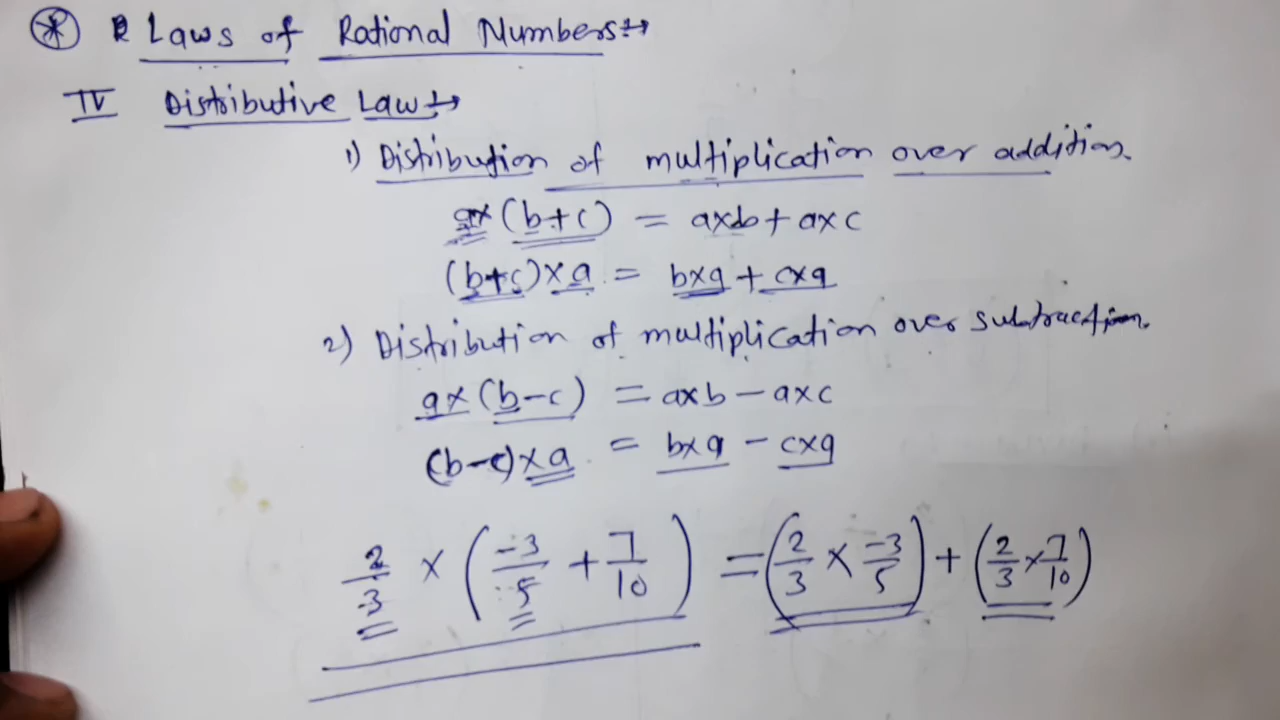 * Laws of Rational Numbers:→
IV Distributive Law:→
1) Distribution of multiplication over addition.
a× (b+c) = a×b + a×c
(b+c)×a = b×a + c×a
2) Distribution of multiplication over subtraction.
a× (b-c) = a×b - a×c
(b-c)×a = b×a - c×a
2/3 × (-3/5 + 7/10) = (2/3 × -3/5) + (2/3 × 7/10)